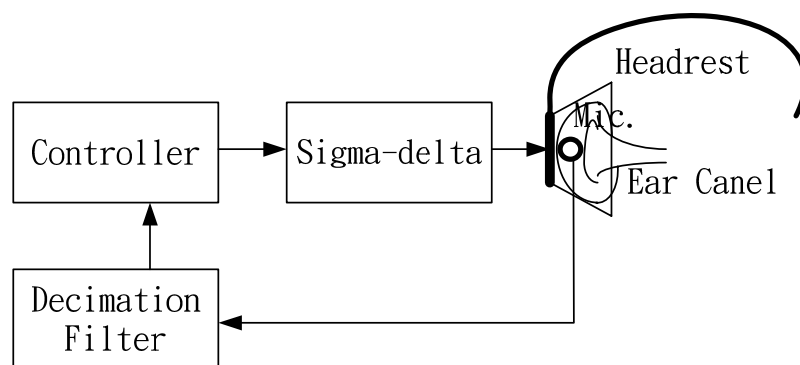 Headrest
Mic.
Controller
Sigma-delta
Ear Canel
Decimation
Filter